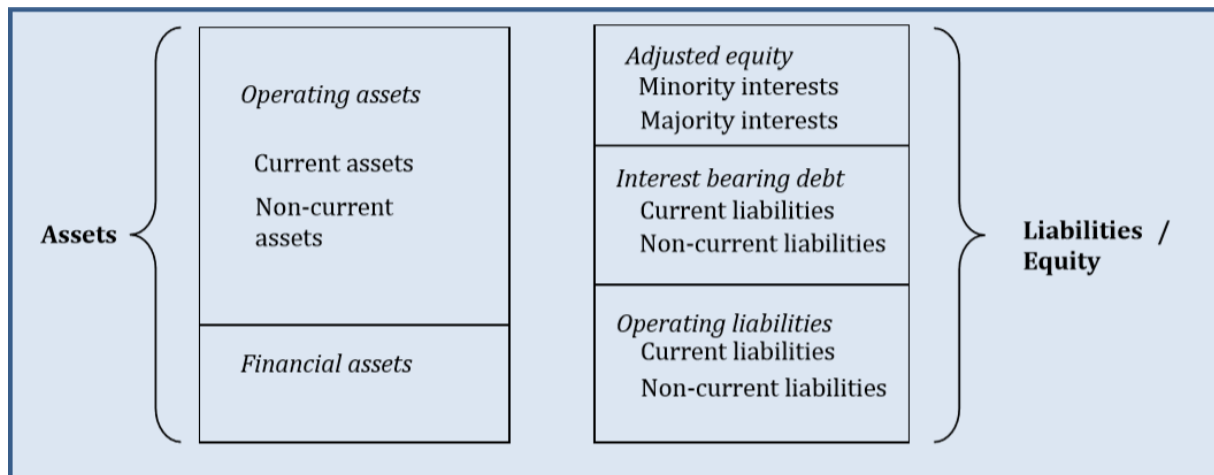 Assets
Operating assets
Current assets
Non-current
assets
Financial assets
Adjusted equity
Minority interests
Majority interests
Interest bearing debt
Current liabilities
Non-current liabilities
Operating liabilities
Current liabilities
Non-current liabilities
Liabilities /
Equity